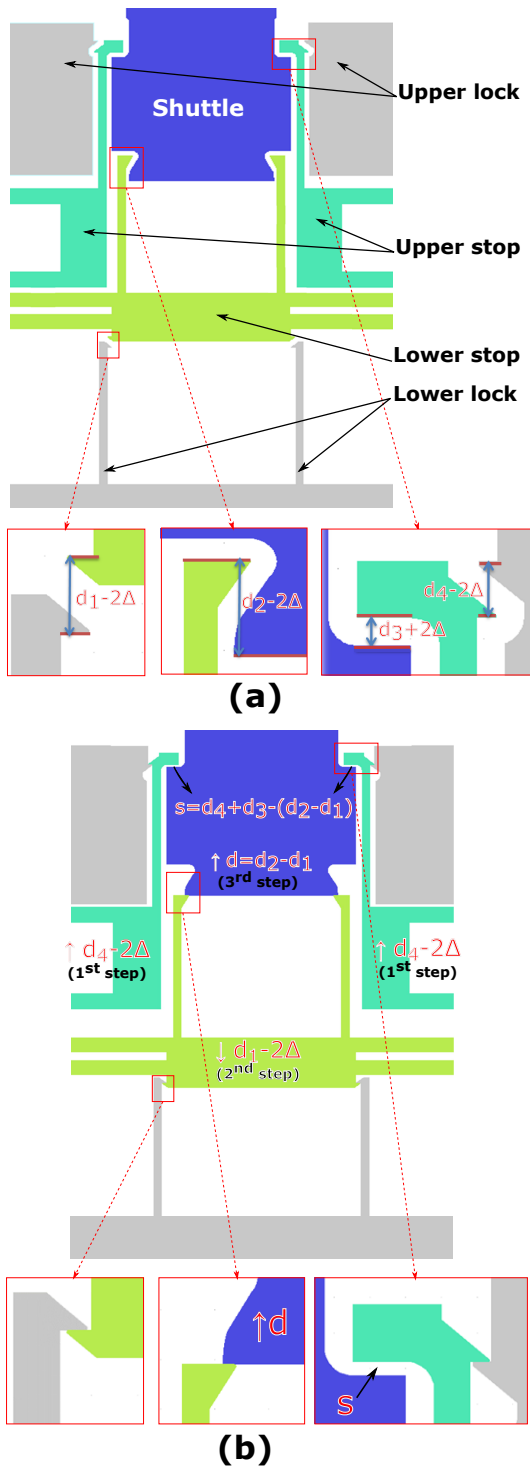 Shuttle
Upper lock
Upper stop
Lower stop
Lower lock
d₁-2Δ
d₂-2Δ
d₄-2Δ
d₃+2Δ
(a)
s=d₄+d₃-(d₂-d₁)
↑ d=d₂-d₁
(3ʳᵈ step)
↑ d₄-2Δ
(1ˢᵗ step)
↑ d₄-2Δ
(1ˢᵗ step)
↓ d₁-2Δ
(2ⁿᵈ step)
↑d
S
(b)